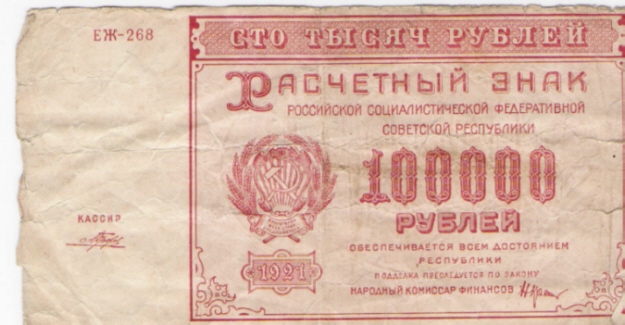 ЕЖ-268
СТО ТЫСЯЧ РУБЛЕЙ
РАСЧЕТНЫЙ ЗНАК
РОССИЙСКОЙ СОЦИАЛИСТИЧЕСКОЙ ФЕДЕРАТИВНОЙ
СОВЕТСКОЙ РЕСПУБЛИКИ
100000
РУБЛЕЙ
КАССИР
ОБЕСПЕЧИВАЕТСЯ ВСЕМ ДОСТОЯНИЕМ
РЕСПУБЛИКИ
1921
ПОДДЕЛКА ПРЕСЛЕДУЕТСЯ ПО ЗАКОНУ
НАРОДНЫЙ КОМИССАР ФИНАНСОВ